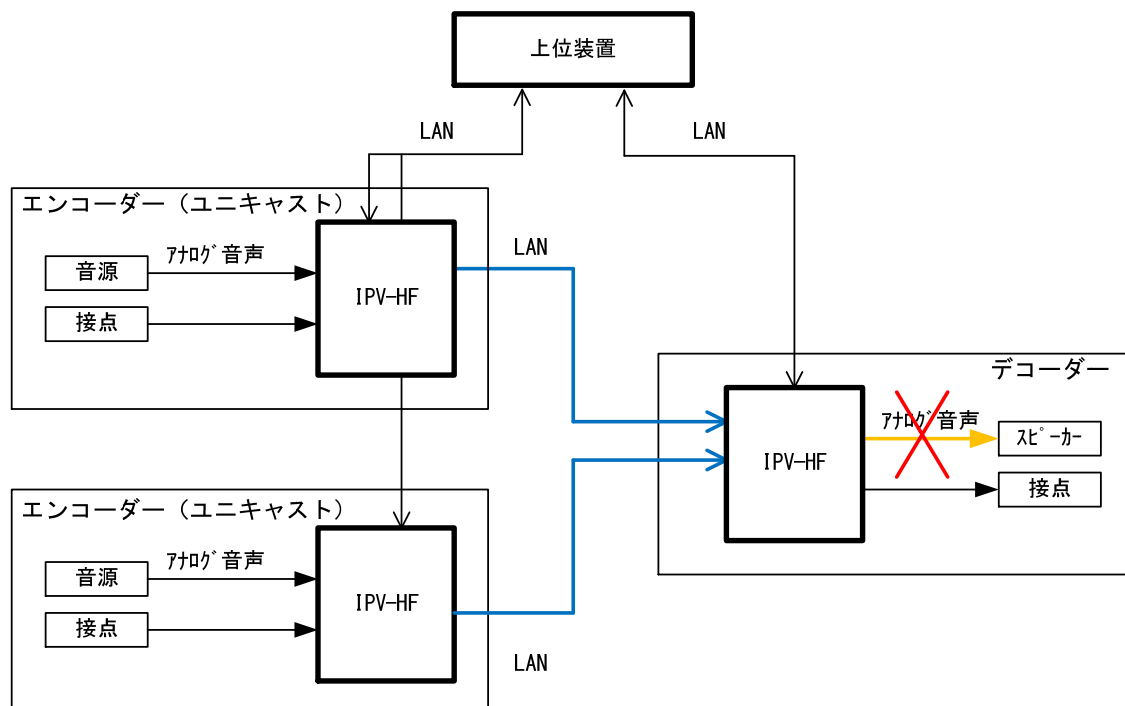 上位装置
LAN
LAN
エンコーダー（ユニキャスト）
音源
ｱﾅﾛｸﾞ音声
接点
IPV-HF
LAN
デコーダー
IPV-HF
ｱﾅﾛｸﾞ音声
ｽﾋﾟｰｶｰ
接点
エンコーダー（ユニキャスト）
音源
ｱﾅﾛｸﾞ音声
接点
IPV-HF
LAN